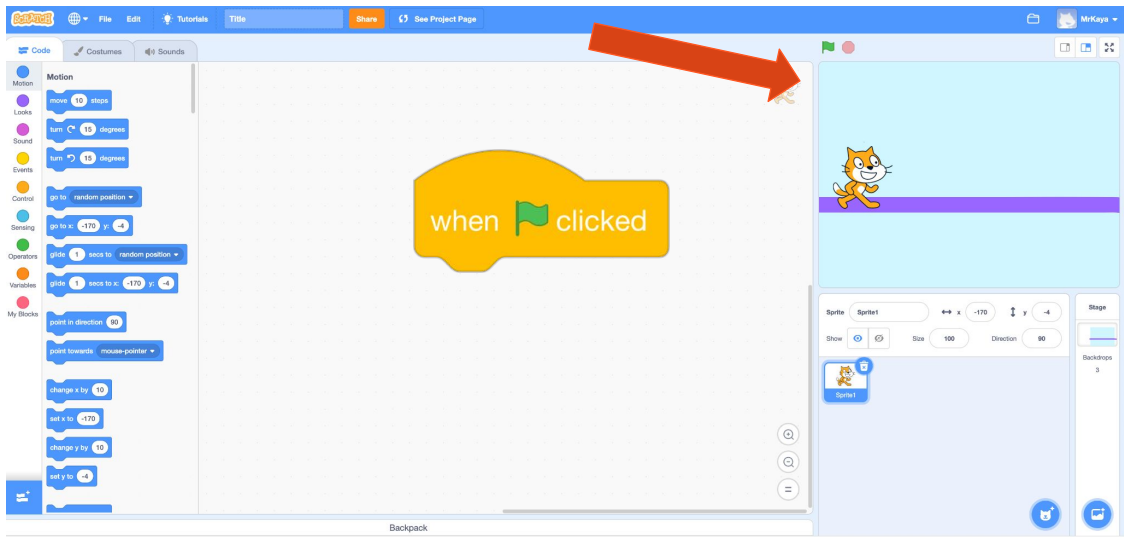 SCRATCH File Edit Tutorials Title Share See Project Page MrKaya
Code Costumes Sounds
Motion
Looks
Sound
Events
Control
Sensing
Operators
Variables
My Blocks
Motion
move 10 steps
turn 15 degrees
turn 15 degrees
go to random position
go to x: -170 y: -4
glide 1 secs to random position
glide 1 secs to x: -170 y: -4
point in direction 90
point towards mouse-pointer
change x by 10
set x to -170
change y by 10
set y to -4
when clicked
Sprite Sprite1 x -170 y -4
Show Size 100 Direction 90
Sprite1
Stage
Backdrops
3
Backpack